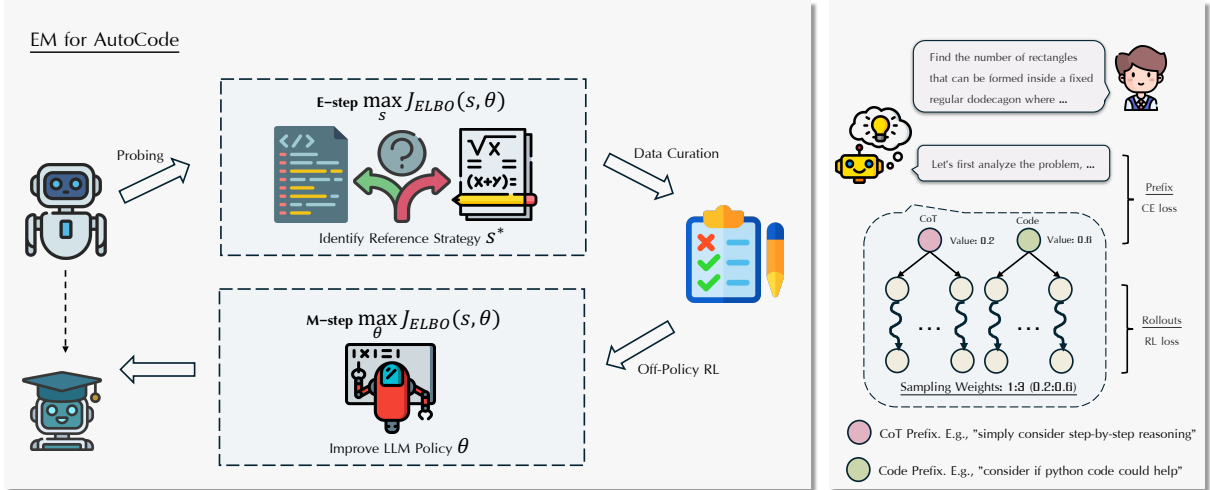 EM for AutoCode
E-step max_s J_ELBO(s, θ)
Probing
</>
?
√x
(x+y)=
Identify Reference Strategy s*
Data Curation
M-step max_θ J_ELBO(s, θ)
Off-Policy RL
Improve LLM Policy θ
Find the number of rectangles
that can be formed inside a fixed
regular dodecagon where ...
Let's first analyze the problem, ...
Prefix
CE loss
CoT
Value: 0.2
Code
Value: 0.6
...
...
Rollouts
RL loss
Sampling Weights: 1:3 (0.2:0.6)
CoT Prefix. E.g., "simply consider step-by-step reasoning"
Code Prefix. E.g., "consider if python code could help"